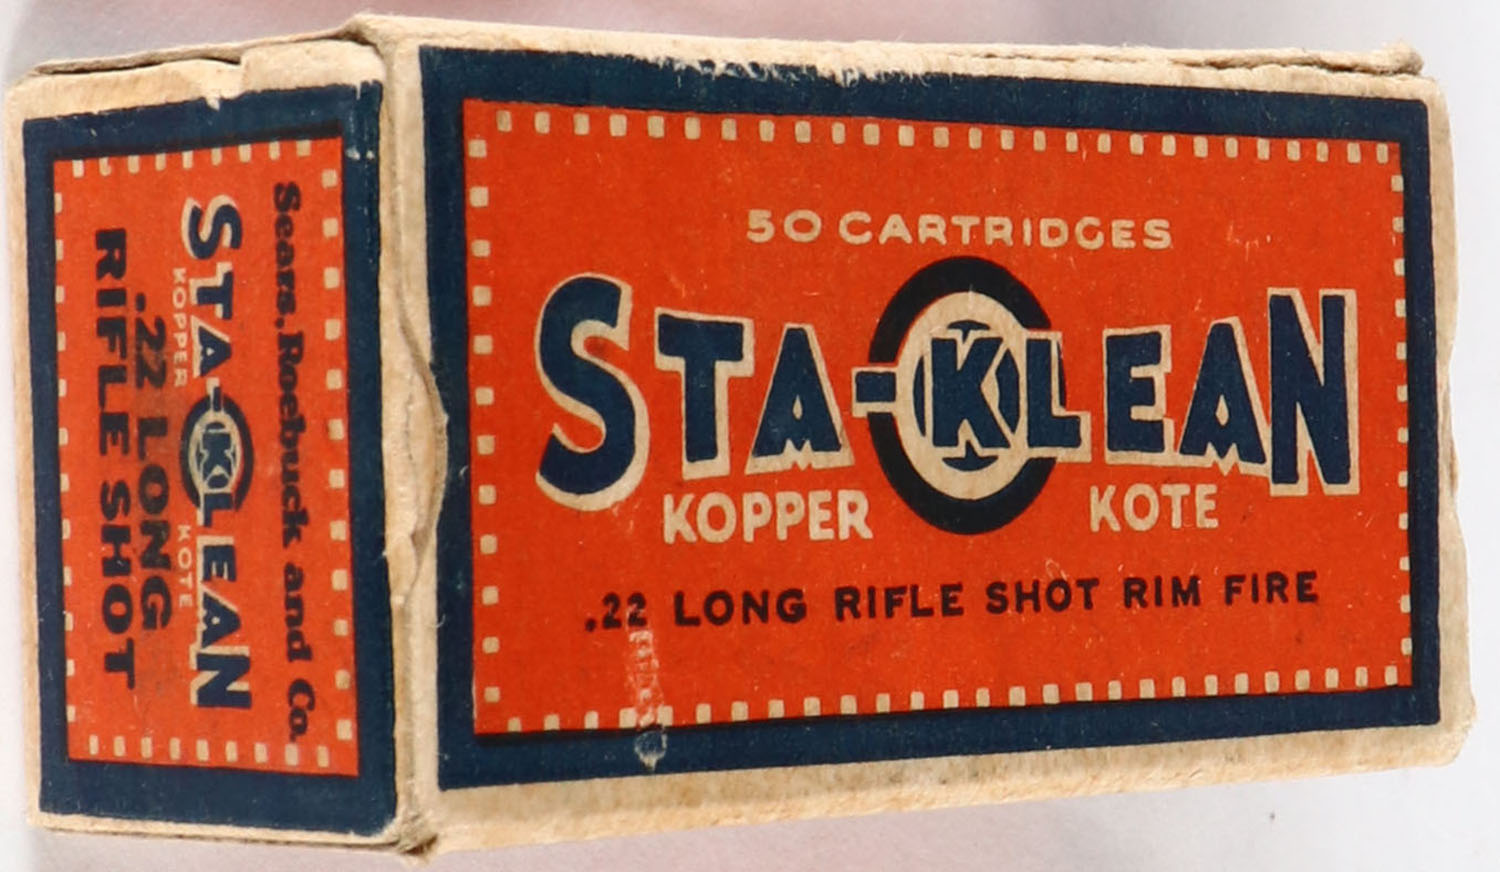 50 CARTRIDGES
STA-KLEAN
KOPPER KOTE
.22 LONG RIFLE SHOT RIM FIRE
Sears, Roebuck and Co.
STA-KLEAN
KOPPER KOTE
.22 LONG
RIFLE SHOT